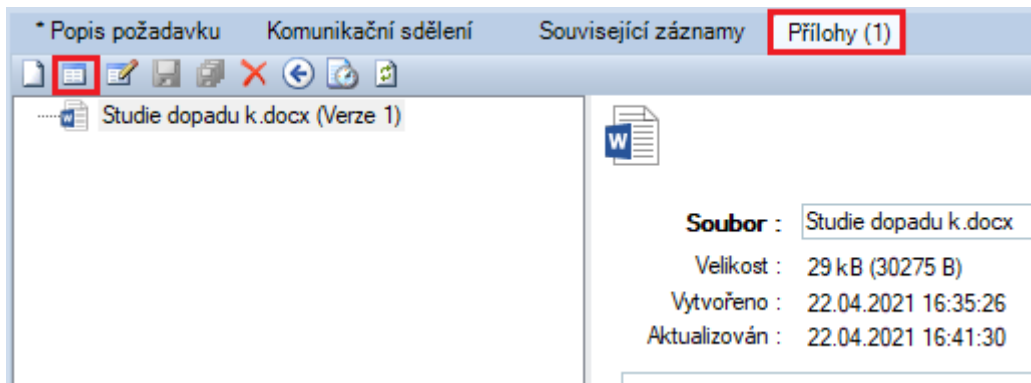 * Popis požadavku Komunikační sdělení Související záznamy Přílohy (1)
Studie dopadu k.docx (Verze 1)
Soubor : Studie dopadu k.docx
Velikost : 29 kB (30275 B)
Vytvořeno : 22.04.2021 16:35:26
Aktualizován : 22.04.2021 16:41:30